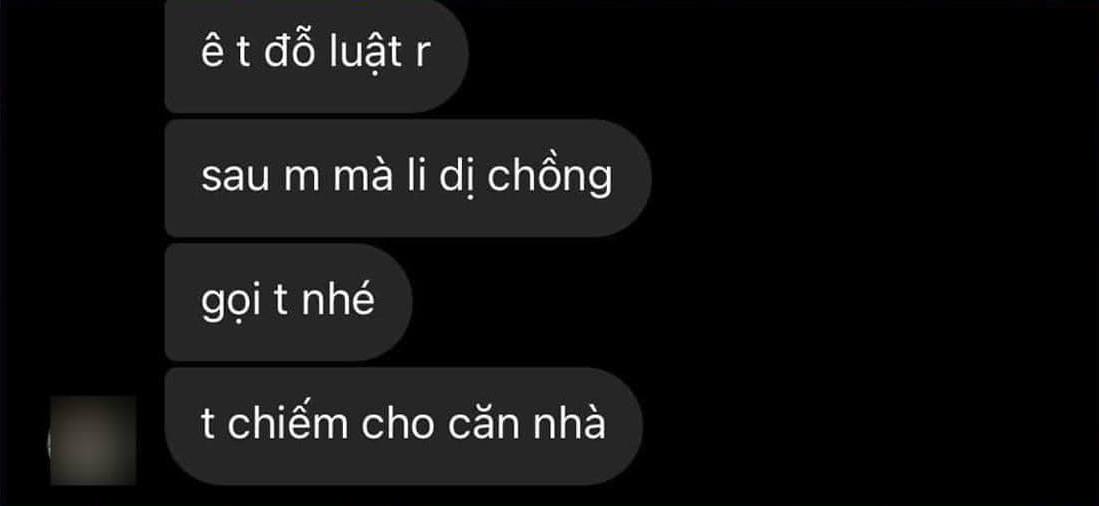 ê t đỗ luật r
sau m mà li dị chồng
gọi t nhé
t chiếm cho căn nhà